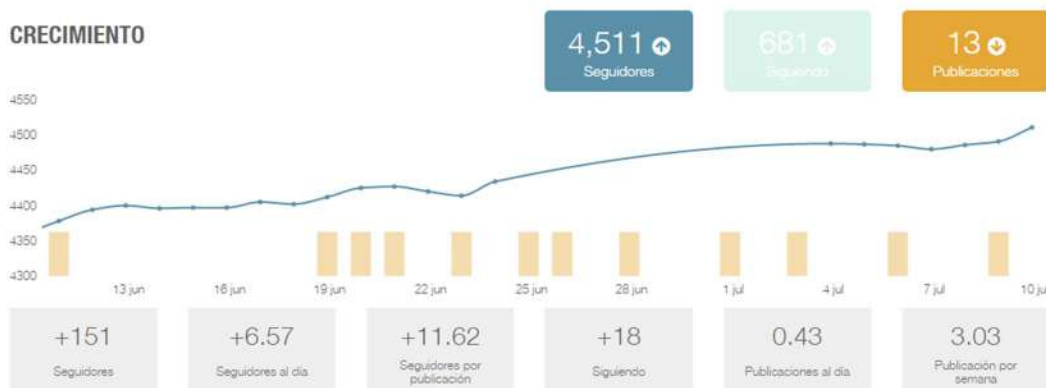 CRECIMIENTO
4,511
Seguidores
681
Siguiendo
13
Publicaciones
4550
4500
4450
4400
4350
4300
13 jun
16 jun
19 jun
22 jun
25 jun
28 jun
1 jul
4 jul
7 jul
10 ju
+151
Seguidores
+6.57
Seguidores al día
+11.62
Seguidores por
publicación
+18
Siguiendo
0.43
Publicaciones al día
3.03
Publicación por
semana